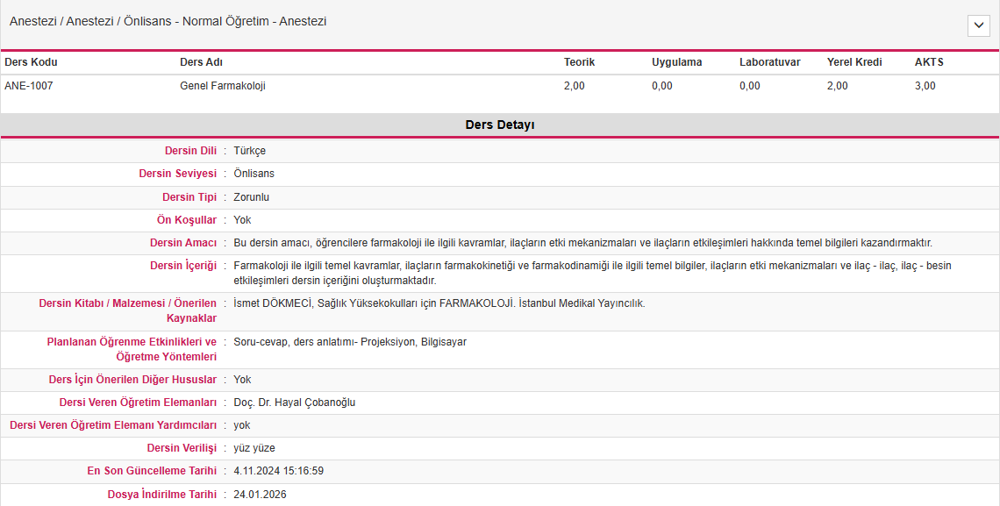 Anestezi / Anestezi / Önlisans - Normal Öğretim - Anestezi
Ders Kodu Ders Adı Teorik Uygulama Laboratuvar Yerel Kredi AKTS
ANE-1007 Genel Farmakoloji 2,00 0,00 0,00 2,00 3,00
Ders Detayı
Dersin Dili : Türkçe
Dersin Seviyesi : Önlisans
Dersin Tipi : Zorunlu
Ön Koşullar : Yok
Dersin Amacı : Bu dersin amacı, öğrencilere farmakoloji ile ilgili kavramlar, ilaçların etki mekanizmaları ve ilaçların etkileşimleri hakkında temel bilgileri kazandırmaktır.
Dersin İçeriği : Farmakoloji ile ilgili temel kavramlar, ilaçların farmakokinetiği ve farmakodinamiği ile ilgili temel bilgiler, ilaçların etki mekanizmaları ve ilaç - ilaç, ilaç - besin
etkileşimleri dersin içeriğini oluşturmaktadır.
Dersin Kitabı / Malzemesi / Önerilen : İsmet DÖKMECİ, Sağlık Yüksekokulları için FARMAKOLOJİ. İstanbul Medikal Yayıncılık.
Kaynaklar
Planlanan Öğrenme Etkinlikleri ve : Soru-cevap, ders anlatımı- Projeksiyon, Bilgisayar
Öğretme Yöntemleri
Ders İçin Önerilen Diğer Hususlar : Yok
Dersi Veren Öğretim Elemanları : Doç. Dr. Hayal Çobanoğlu
Dersi Veren Öğretim Elemanı Yardımcıları : yok
Dersin Verilişi : yüz yüze
En Son Güncelleme Tarihi : 4.11.2024 15:16:59
Dosya İndirilme Tarihi : 24.01.2026